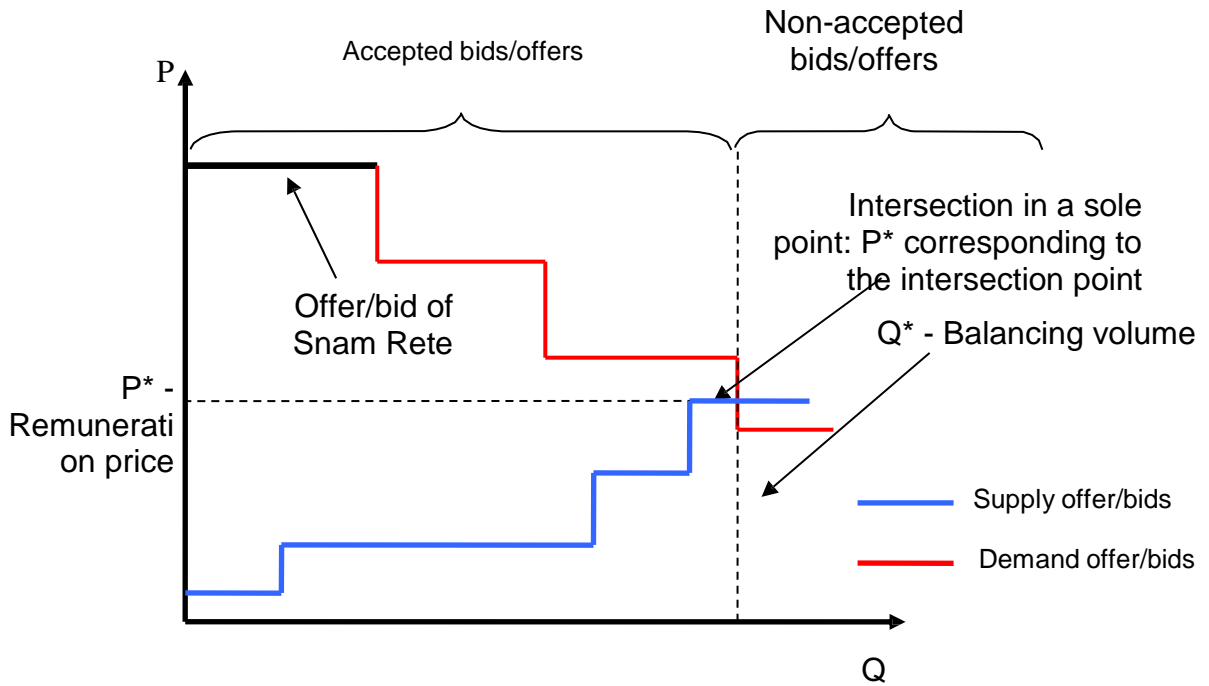 Accepted bids/offers
Non-accepted
bids/offers
P
Intersection in a sole
point: P* corresponding to
the intersection point
Offer/bid of
Snam Rete
Q* - Balancing volume
P* -
Remunerati
on price
Supply offer/bids
Demand offer/bids
Q